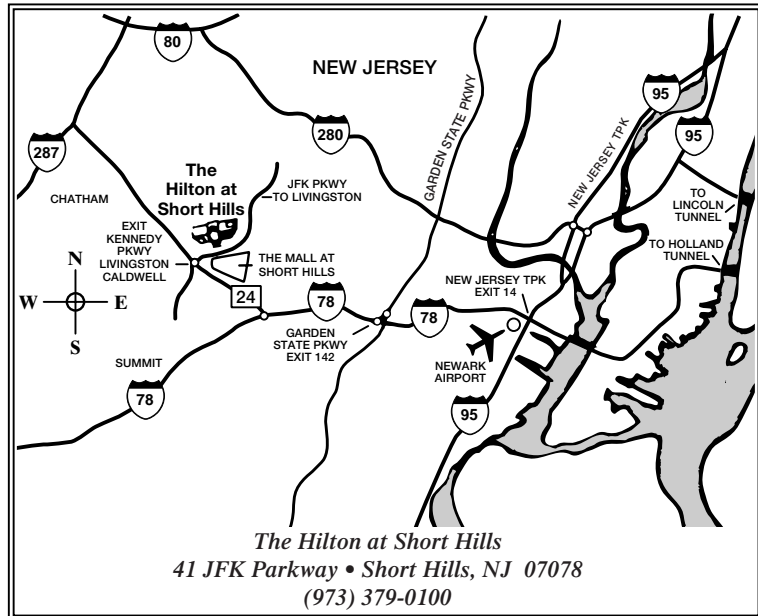 80
NEW JERSEY
95
287
280
95
GARDEN STATE PKWY
NEW JERSEY TPK
The
Hilton at
Short Hills
JFK PKWY
TO LIVINGSTON
CHATHAM
TO
LINCOLN
TUNNEL
EXIT
KENNEDY
PKWY
LIVINGSTON
CALDWELL
THE MALL AT
SHORT HILLS
TO HOLLAND
TUNNEL
N
W
E
S
24
78
NEW JERSEY TPK
EXIT 14
78
GARDEN
STATE PKWY
EXIT 142
NEWARK
AIRPORT
SUMMIT
78
95
The Hilton at Short Hills
41 JFK Parkway • Short Hills, NJ 07078
(973) 379-0100